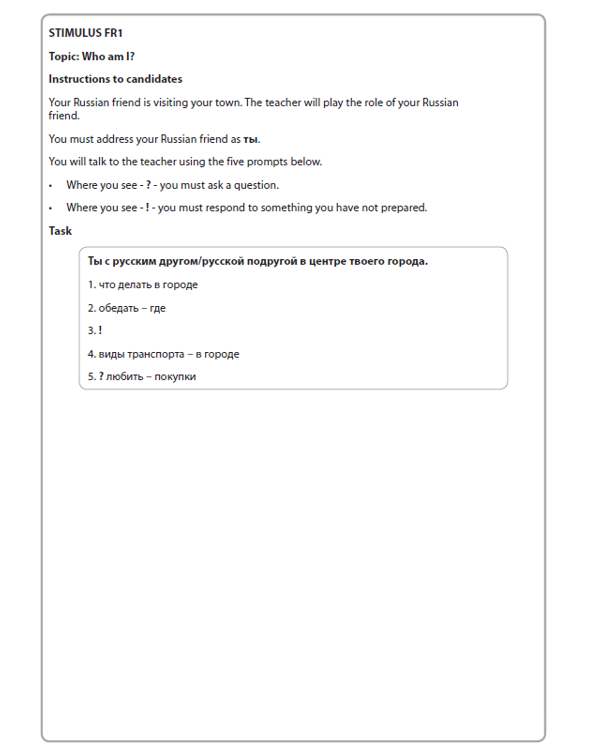 STIMULUS FR1
Topic: Who am I?
Instructions to candidates
Your Russian friend is visiting your town. The teacher will play the role of your Russian
friend.
You must address your Russian friend as ты.
You will talk to the teacher using the five prompts below.
• Where you see - ? - you must ask a question.
• Where you see - ! - you must respond to something you have not prepared.
Task
Ты с русским другом/русской подругой в центре твоего города.
1. что делать в городе
2. обедать – где
3. !
4. виды транспорта – в городе
5. ? любить – покупки